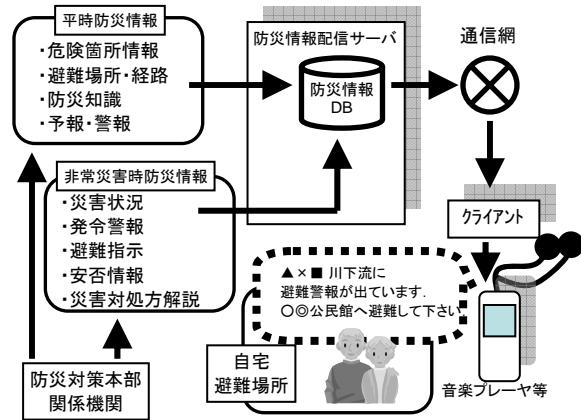 平時防災情報
・危険箇所情報
・避難場所・経路
・防災知識
・予報・警報
非常災害時防災情報
・災害状況
・発令警報
・避難指示
・安否情報
・災害対処方解説
防災対策本部
関係機関
防災情報配信サーバ
防災情報
DB
通信網
クライアント
音楽プレーヤ等
▲×■ 川下流に
避難警報が出ています.
○◎公民館へ避難して下さい.
自宅
避難場所